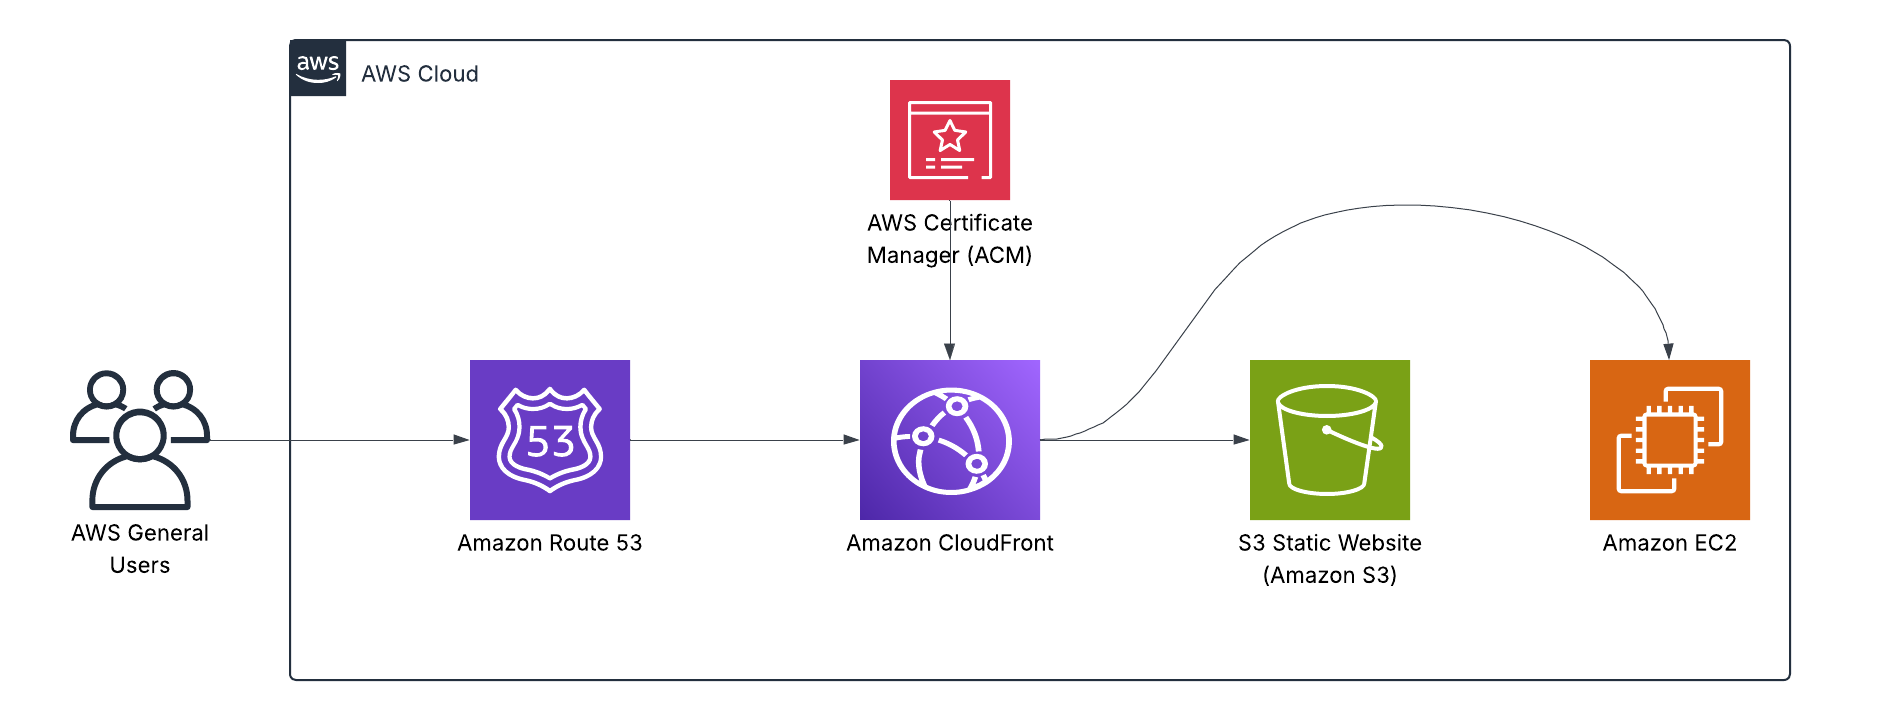 aws
AWS Cloud
AWS Certificate
Manager (ACM)
53
AWS General
Users
Amazon Route 53
Amazon CloudFront
S3 Static Website
(Amazon S3)
Amazon EC2